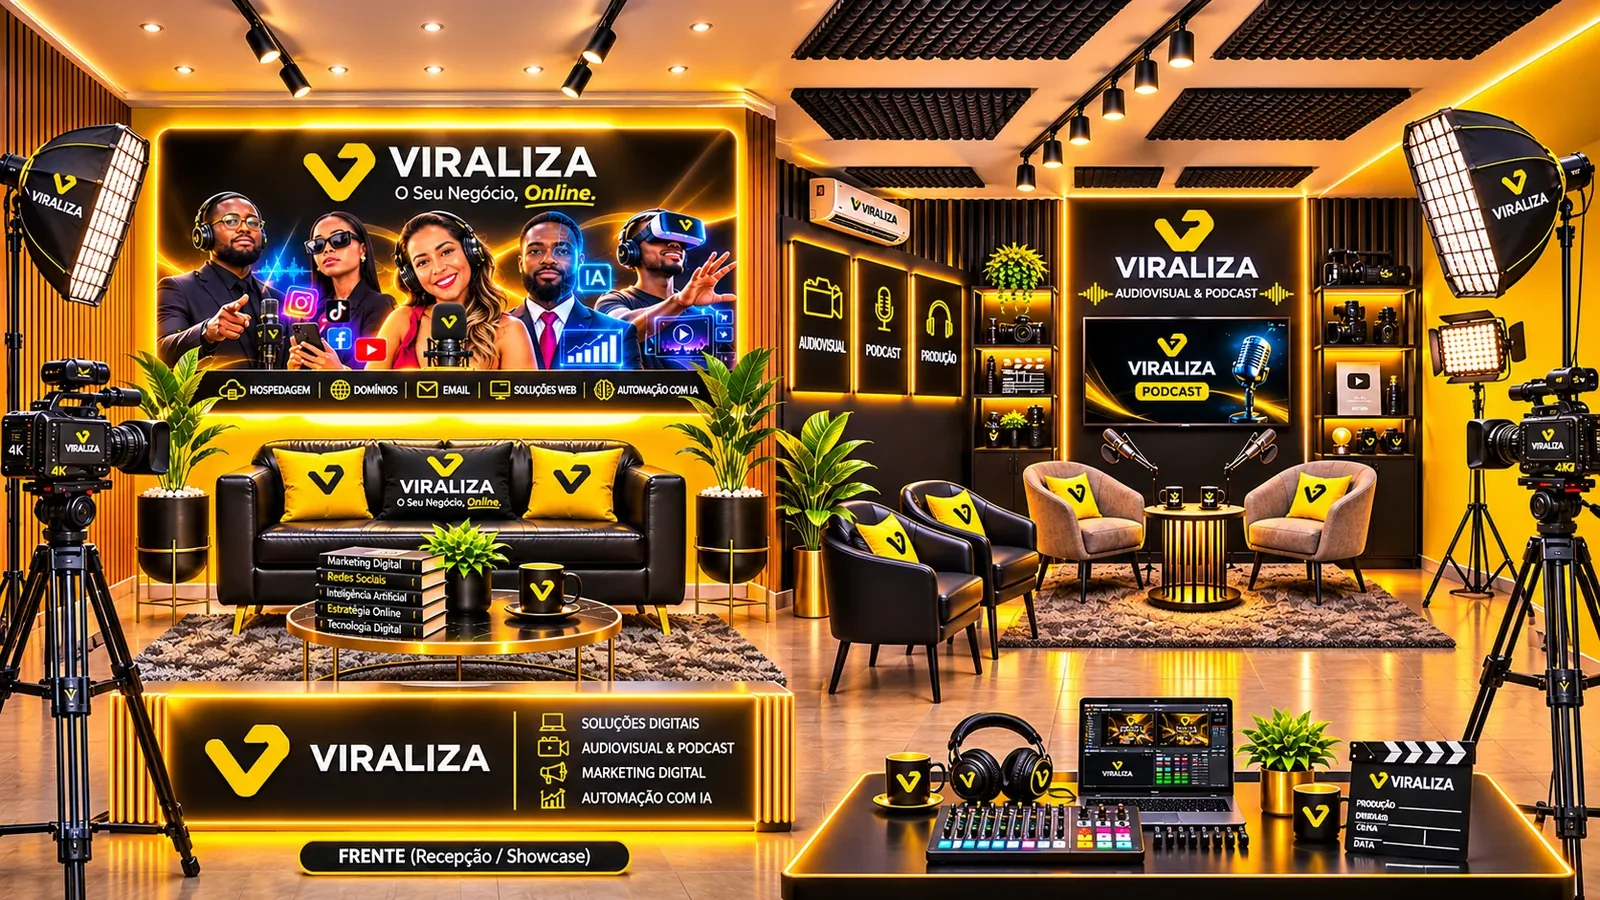 VIRALIZA
O Seu Negócio, Online.
IA
HOSPEDAGEM
DOMÍNIOS
EMAIL
SOLUÇÕES WEB
AUTOMAÇÃO COM IA
VIRALIZA
4K
4K
VIRALIZA
VIRALIZA
O Seu Negócio, Online.
Marketing Digital
Redes Sociais
Inteligência Artificial
Estratégia Online
Tecnologia Digital
VIRALIZA
SOLUÇÕES DIGITAIS
AUDIOVISUAL & PODCAST
MARKETING DIGITAL
AUTOMAÇÃO COM IA
FRENTE (Recepção / Showcase)
VIRALIZA
AUDIOVISUAL
PODCAST
PRODUÇÃO
VIRALIZA
AUDIOVISUAL & PODCAST
VIRALIZA
PODCAST
VIRALIZA
VIRALIZA
VIRALIZA
VIRALIZA
PRODUÇÃO
DATA